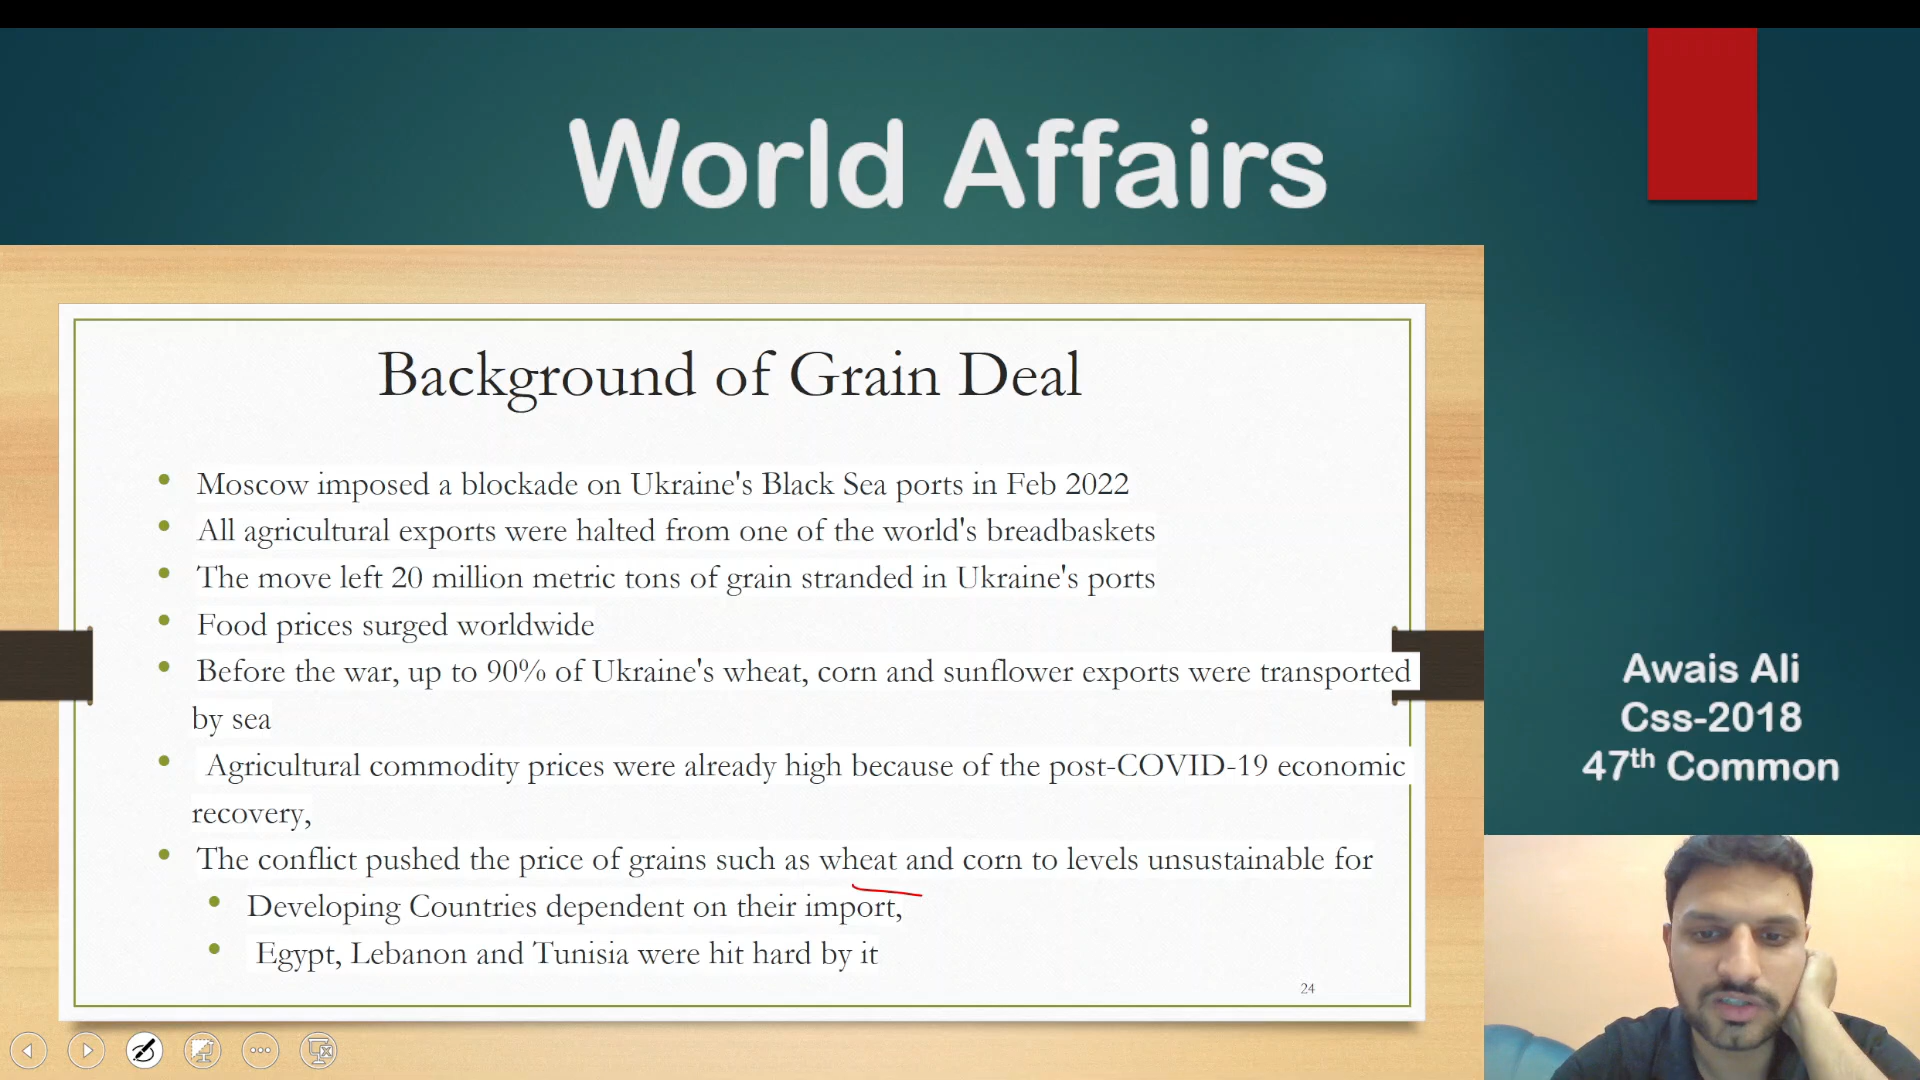 World Affairs
Background of Grain Deal
• Moscow imposed a blockade on Ukraine's Black Sea ports in Feb 2022
• All agricultural exports were halted from one of the world's breadbaskets
• The move left 20 million metric tons of grain stranded in Ukraine's ports
• Food prices surged worldwide
• Before the war, up to 90% of Ukraine's wheat, corn and sunflower exports were transported
by sea
• Agricultural commodity prices were already high because of the post-COVID-19 economic
recovery,
• The conflict pushed the price of grains such as wheat and corn to levels unsustainable for
• Developing Countries dependent on their import,
• Egypt, Lebanon and Tunisia were hit hard by it
24
Awais Ali
Css-2018
47th Common